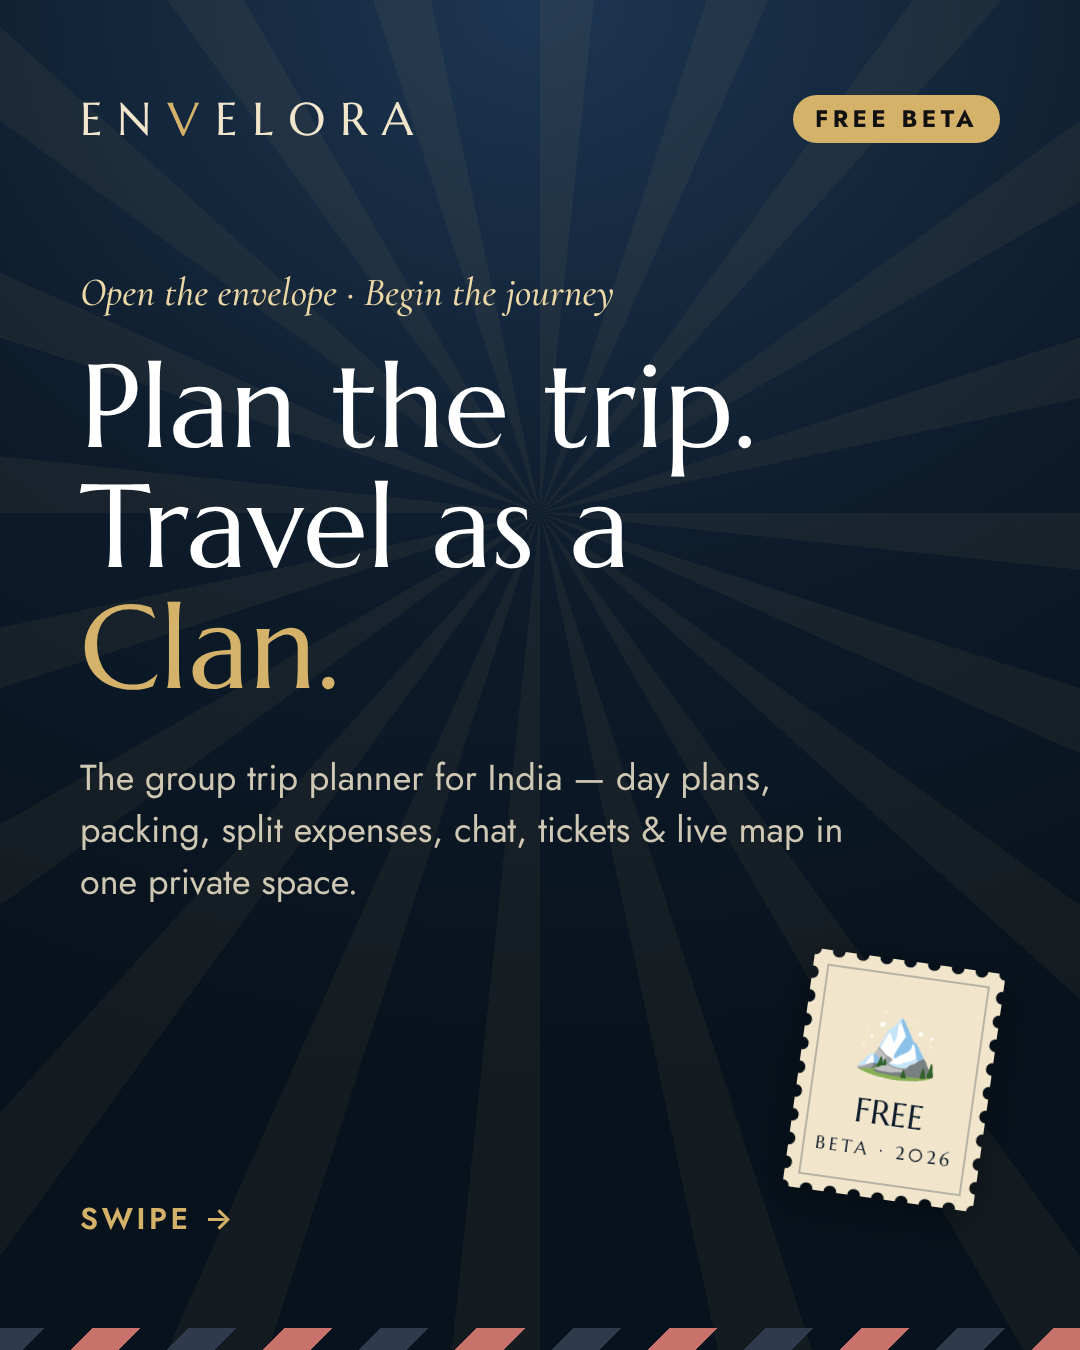 ENVELORA
FREE BETA
Open the envelope · Begin the journey
Plan the trip.
Travel as a
Clan.
The group trip planner for India — day plans,
packing, split expenses, chat, tickets & live map in
one private space.
FREE
BETA · 2026
SWIPE →